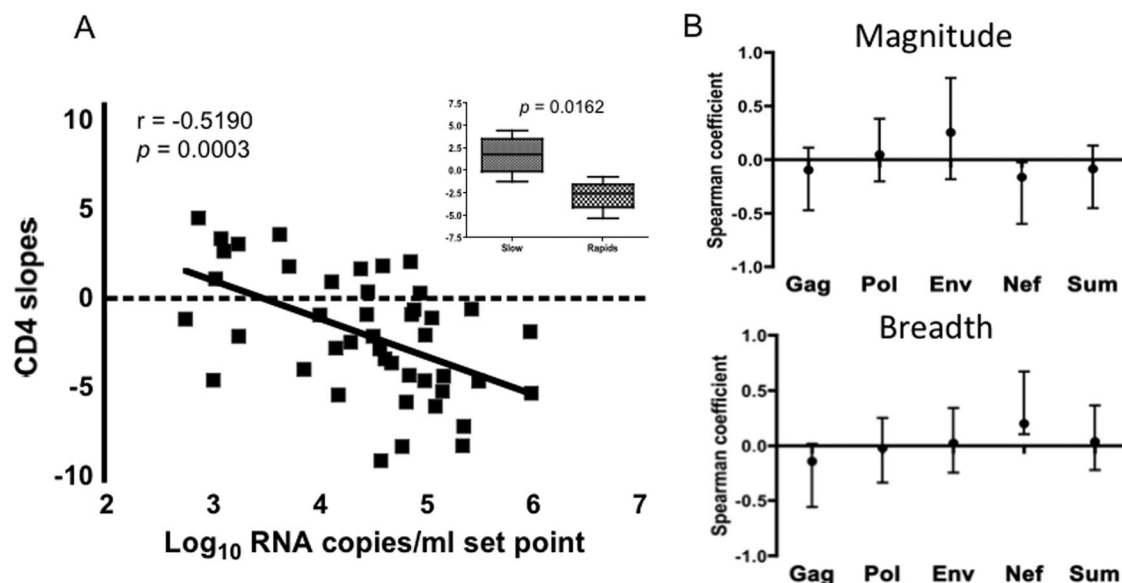 A
r = -0.5190
p = 0.0003
10
5
0
-5
-10
CD4 slopes
2 3 4 5 6 7
Log10 RNA copies/ml set point
p = 0.0162
7.5
5.0
2.5
0.0
-2.5
-5.0
-7.5
Slow Rapids
B
Magnitude
Spearman coefficient
1.0
0.5
0.0
-0.5
-1.0
Gag Pol Env Nef Sum
Breadth
Spearman coefficient
1.0
0.5
0.0
-0.5
-1.0
Gag Pol Env Nef Sum